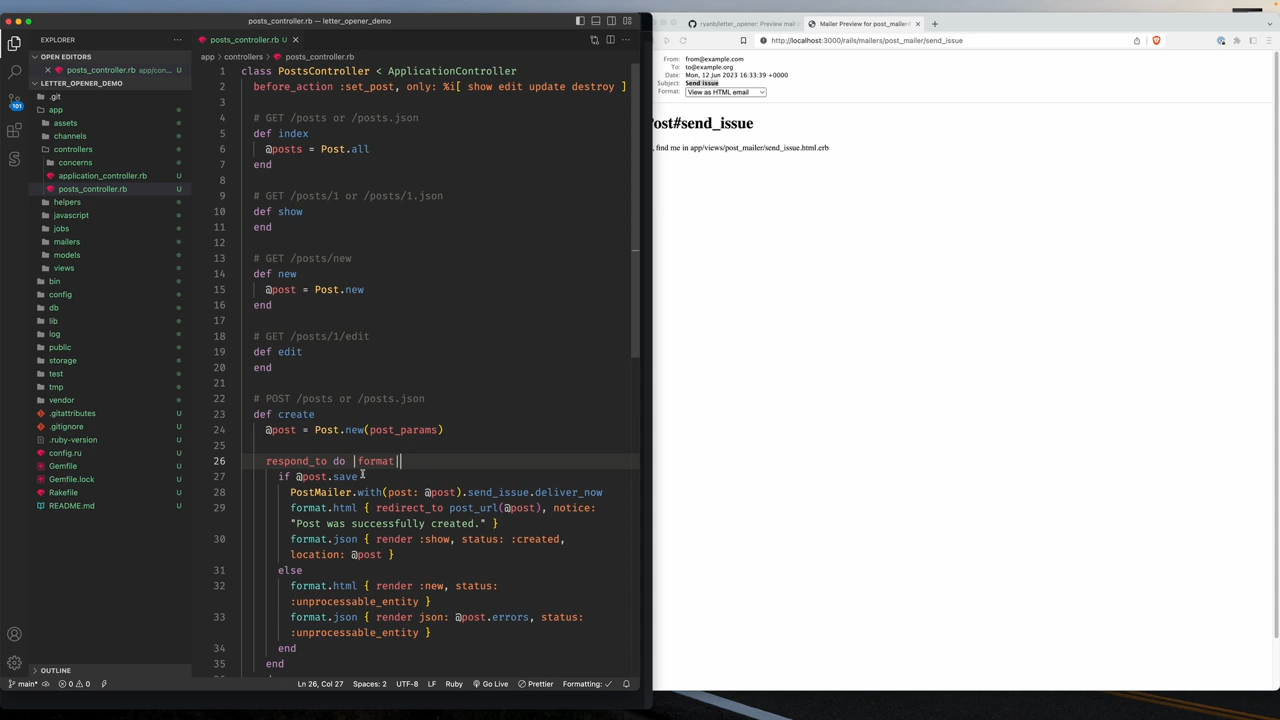 posts_controller.rb — letter_opener_demo
EXPLORER
OPEN EDITORS
posts_controller.rb app/con... U
LETTER_OPENER_DEMO
.git
app
assets
channels
controllers
concerns
application_controller.rb U
posts_controller.rb U
helpers
javascript
jobs
mailers
models
views
bin
config
db
lib
log
public
storage
test
tmp
vendor
.gitattributes U
.gitignore U
.ruby-version U
config.ru U
Gemfile U
Gemfile.lock U
Rakefile U
README.md U
OUTLINE
101
posts_controller.rb U
app > controllers > posts_controller.rb
1 class PostsController < ApplicationController
2 before_action :set_post, only: %i[ show edit update destroy ]
3
4 # GET /posts or /posts.json
5 def index
6 @posts = Post.all
7 end
8
9 # GET /posts/1 or /posts/1.json
10 def show
11 end
12
13 # GET /posts/new
14 def new
15 @post = Post.new
16 end
17
18 # GET /posts/1/edit
19 def edit
20 end
21
22 # POST /posts or /posts.json
23 def create
24 @post = Post.new(post_params)
25
26 respond_to do |format|
27 if @post.save
28 PostMailer.with(post: @post).send_issue.deliver_now
29 format.html { redirect_to post_url(@post), notice:
"Post was successfully created." }
30 format.json { render :show, status: :created,
location: @post }
31 else
32 format.html { render :new, status:
:unprocessable_entity }
33 format.json { render json: @post.errors, status:
:unprocessable_entity }
34 end
35 end
main* 0 0 Ln 26, Col 27 Spaces: 2 UTF-8 LF Ruby Go Live Prettier Formatting: ✓
ryanb/letter_opener: Preview mail
Mailer Preview for post_mailer
http://localhost:3000/rails/mailers/post_mailer/send_issue
From: from@example.com
To: to@example.org
Date: Mon, 12 Jun 2023 16:33:39 +0000
Subject: Send issue
Format: View as HTML email
Post#send_issue
, find me in app/views/post_mailer/send_issue.html.erb